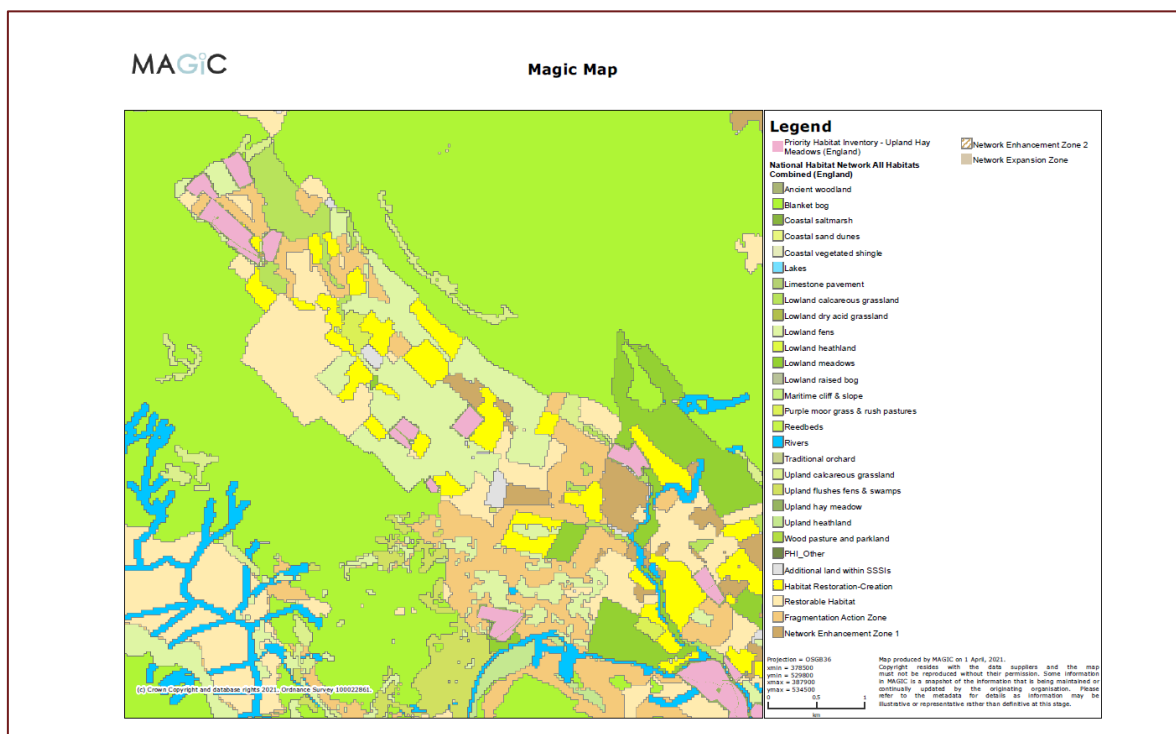 MAGiC
Magic Map
Legend
Priority Habitat Inventory - Upland Hay
Meadows (England)
National Habitat Network All Habitats
Combined (England)
Ancient woodland
Blanket bog
Coastal saltmarsh
Coastal sand dunes
Coastal vegetated shingle
Lakes
Limestone pavement
Lowland calcareous grassland
Lowland dry acid grassland
Lowland fens
Lowland heathland
Lowland meadows
Lowland raised bog
Maritime cliff & slope
Purple moor grass & rush pastures
Reedbeds
Rivers
Traditional orchard
Upland calcareous grassland
Upland flushes fens & swamps
Upland hay meadow
Upland heathland
Wood pasture and parkland
PHI_Other
Additional land within SSSIs
Habitat Restoration-Creation
Restorable Habitat
Fragmentation Action Zone
Network Enhancement Zone 1
Network Enhancement Zone 2
Network Expansion Zone
Projection = OSGB36
xmin = 378500
ymin = 529800
xmax = 387900
ymax = 534500
0 0.5 1
km
Map produced by MAGIC on 1 April, 2021.
Copyright resides with the data suppliers and the map
must not be reproduced without their permission. Some information
in MAGIC is a snapshot of the information that is being maintained or
continually updated by the originating organisation. Please
refer to the metadata for details as information may be
illustrative or representative rather than definitive at this stage.
(c) Crown Copyright and database rights 2021. Ordnance Survey 100022861.